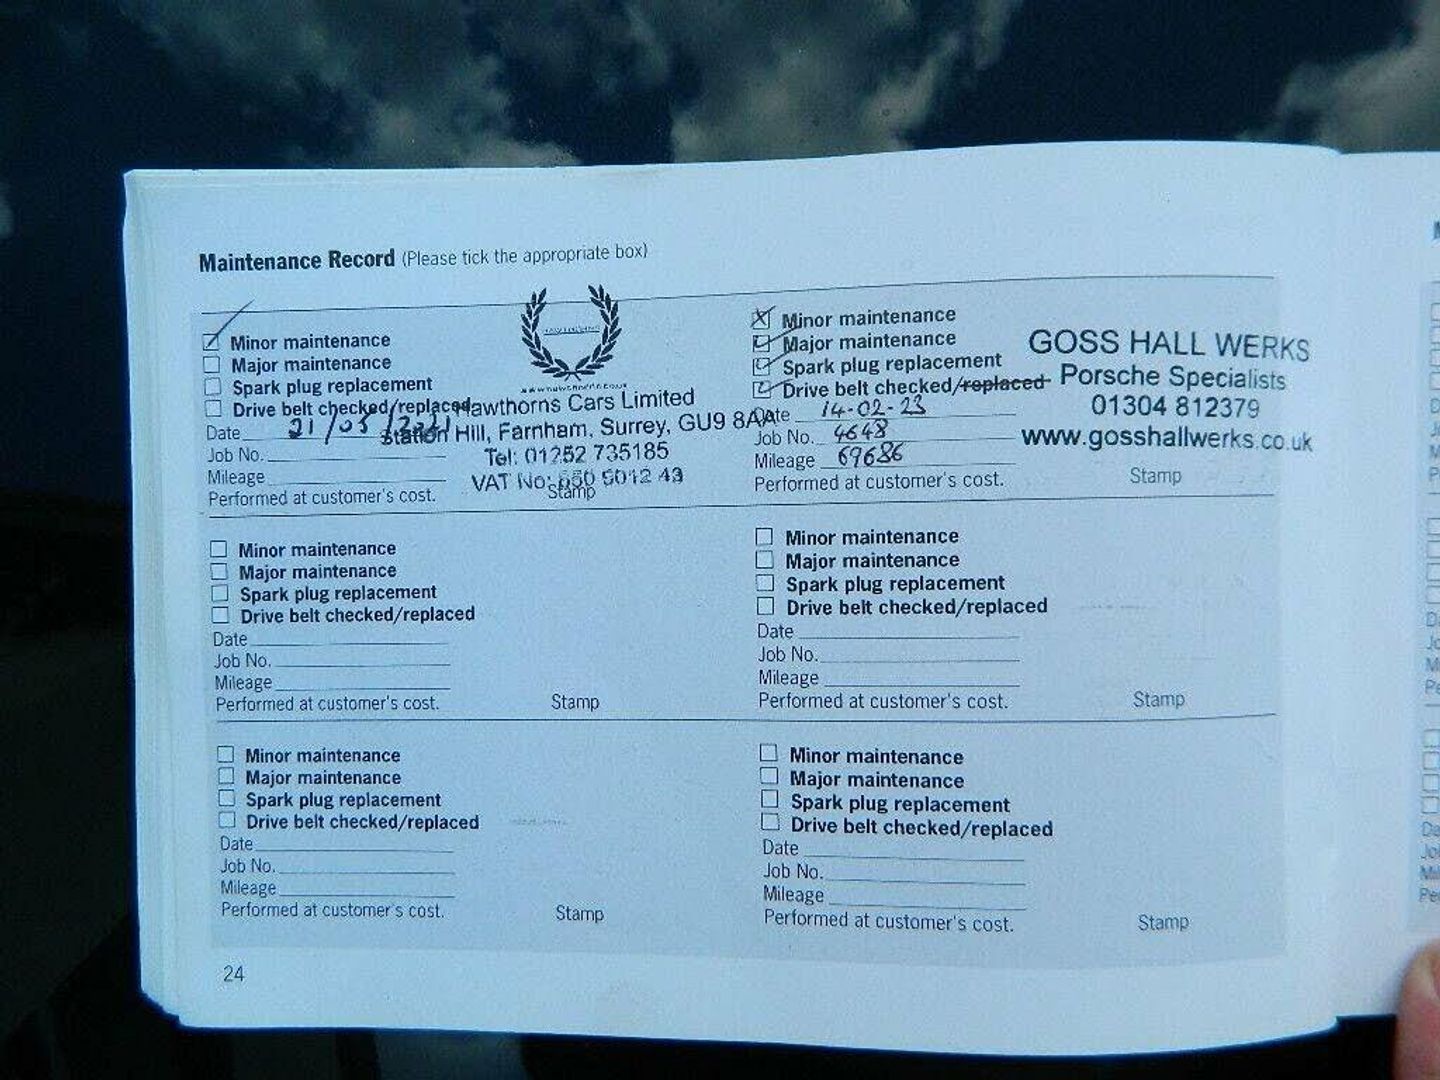 Maintenance Record (Please tick the appropriate box)
Minor maintenance
Major maintenance
Spark plug replacement
Drive belt checked/replaced
Date 21/05/2021
Job No.
Mileage
Performed at customer's cost.
Hawthorns Cars Limited
Station Hill, Farnham, Surrey, GU9 8AA
Tel: 01252 735185
VAT No: 650 5012 43
Stamp
Minor maintenance
Major maintenance
Spark plug replacement
Drive belt checked/replaced
Date 14-02-23
Job No. 4648
Mileage 69686
Performed at customer's cost.
GOSS HALL WERKS
Porsche Specialists
01304 812379
www.gosshallwerks.co.uk
Stamp
Minor maintenance
Major maintenance
Spark plug replacement
Drive belt checked/replaced
Date
Job No.
Mileage
Performed at customer's cost. Stamp
Minor maintenance
Major maintenance
Spark plug replacement
Drive belt checked/replaced
Date
Job No.
Mileage
Performed at customer's cost. Stamp
Minor maintenance
Major maintenance
Spark plug replacement
Drive belt checked/replaced
Date
Job No.
Mileage
Performed at customer's cost. Stamp
Minor maintenance
Major maintenance
Spark plug replacement
Drive belt checked/replaced
Date
Job No.
Mileage
Performed at customer's cost. Stamp
24